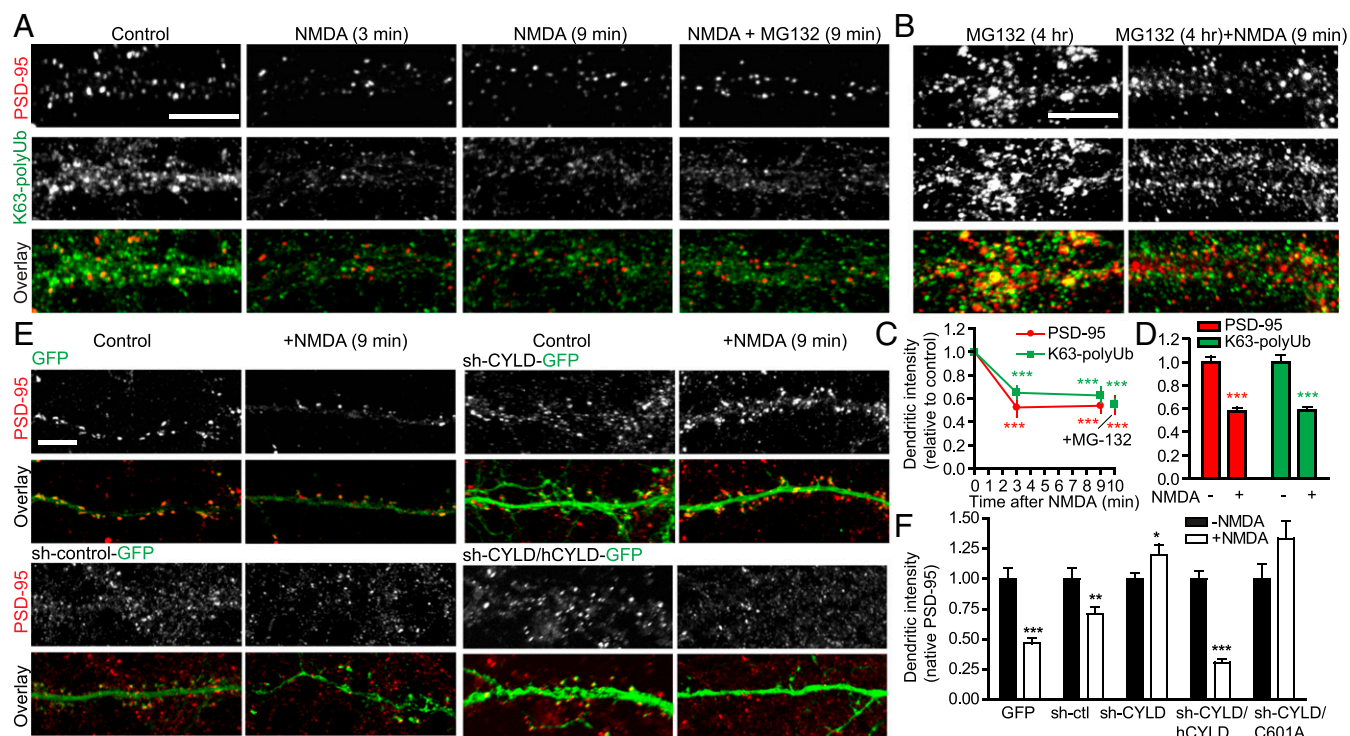 A
Control
NMDA (3 min)
NMDA (9 min)
NMDA + MG132 (9 min)
PSD-95
K63-polyUb
Overlay
B
MG132 (4 hr)
MG132 (4 hr)+NMDA (9 min)
E
Control
+NMDA (9 min)
Control
+NMDA (9 min)
GFP
sh-CYLD-GFP
PSD-95
Overlay
sh-control-GFP
sh-CYLD/hCYLD-GFP
PSD-95
Overlay
C
Dendritic intensity
(relative to control)
1.2
1.0
0.8
0.6
0.4
0.2
0.0
PSD-95
K63-polyUb
*** *** ***
*** *** ***
+MG-132
0 1 2 3 4 5 6 7 8 9 10
Time after NMDA (min)
D
PSD-95
K63-polyUb
1.2
1.0
0.8
0.6
0.4
0.2
0.0
*** ***
NMDA - + - +
F
Dendritic intensity
(native PSD-95)
1.50
1.25
1.00
0.75
0.50
0.25
0.00
-NMDA
+NMDA
*** ** * ***
GFP sh-ctl sh-CYLD sh-CYLD/ sh-CYLD/
hCYLD C601A